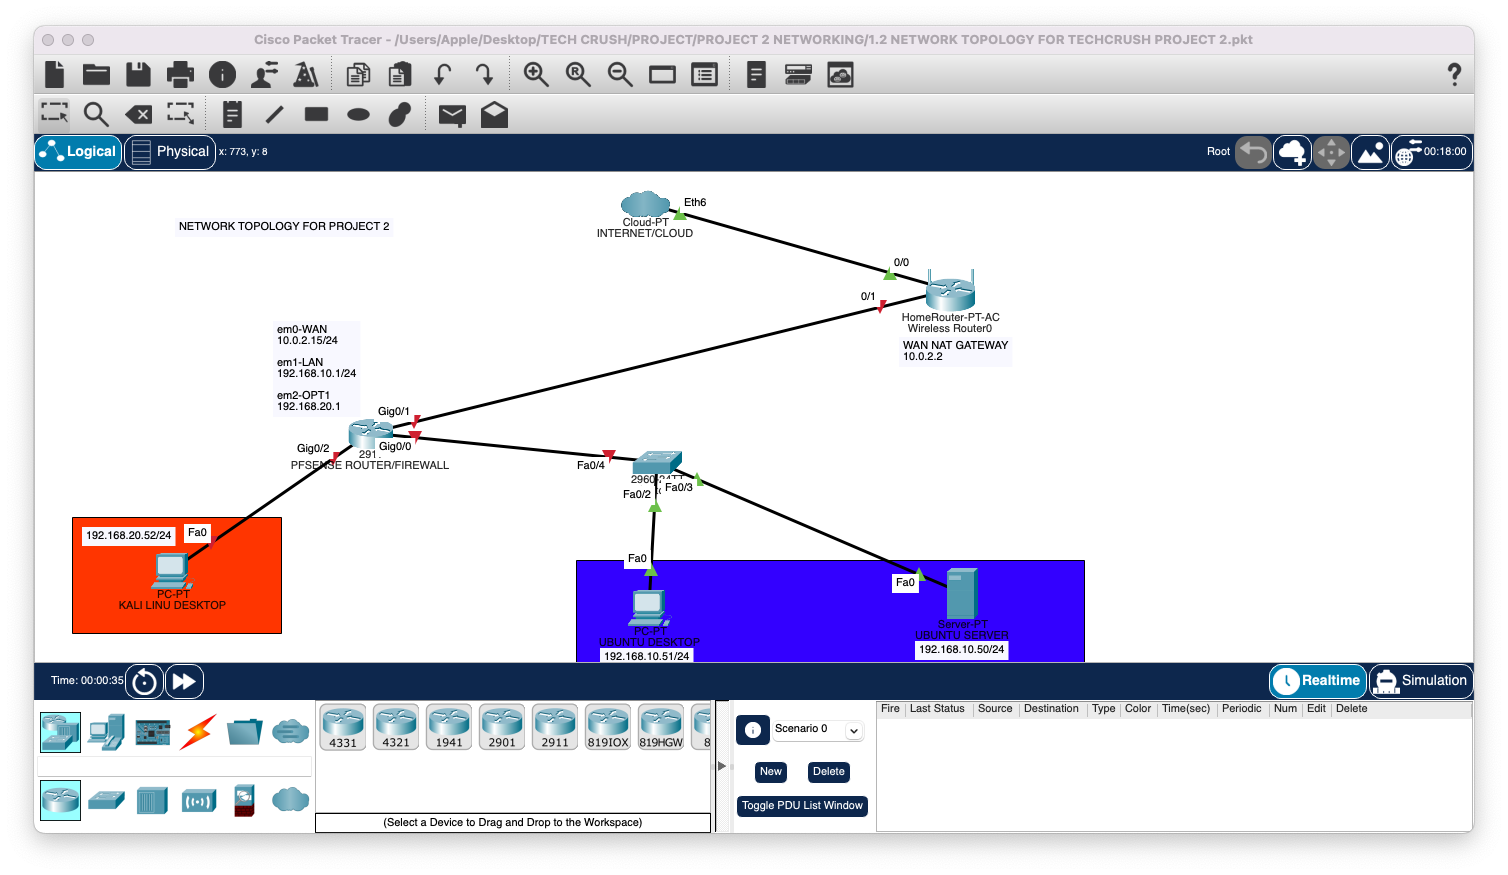 Cisco Packet Tracer - /Users/Apple/Desktop/TECH CRUSH/PROJECT/PROJECT 2 NETWORKING/1.2 NETWORK TOPOLOGY FOR TECHCRUSH PROJECT 2.pkt
Logical
Physical
x: 773, y: 8
Root
00:18:00
NETWORK TOPOLOGY FOR PROJECT 2
Eth6
Cloud-PT
INTERNET/CLOUD
0/0
0/1
HomeRouter-PT-AC
Wireless Router0
WAN NAT GATEWAY
10.0.2.2
em0-WAN
10.0.2.15/24
em1-LAN
192.168.10.1/24
em2-OPT1
192.168.20.1
Gig0/1
Gig0/0
Gig0/2
PFSENSE ROUTER/FIREWALL
Fa0/4
Fa0/2
Fa0/3
192.168.20.52/24
Fa0
PC-PT
KALI LINU DESKTOP
Fa0
PC-PT
UBUNTU DESKTOP
192.168.10.51/24
Fa0
Server-PT
UBUNTU SERVER
192.168.10.50/24
Time: 00:00:35
Realtime
Simulation
4331
4321
1941
2901
2911
819IOX
819HGW
(Select a Device to Drag and Drop to the Workspace)
Scenario 0
New
Delete
Toggle PDU List Window
Fire Last Status Source Destination Type Color Time(sec) Periodic Num Edit Delete